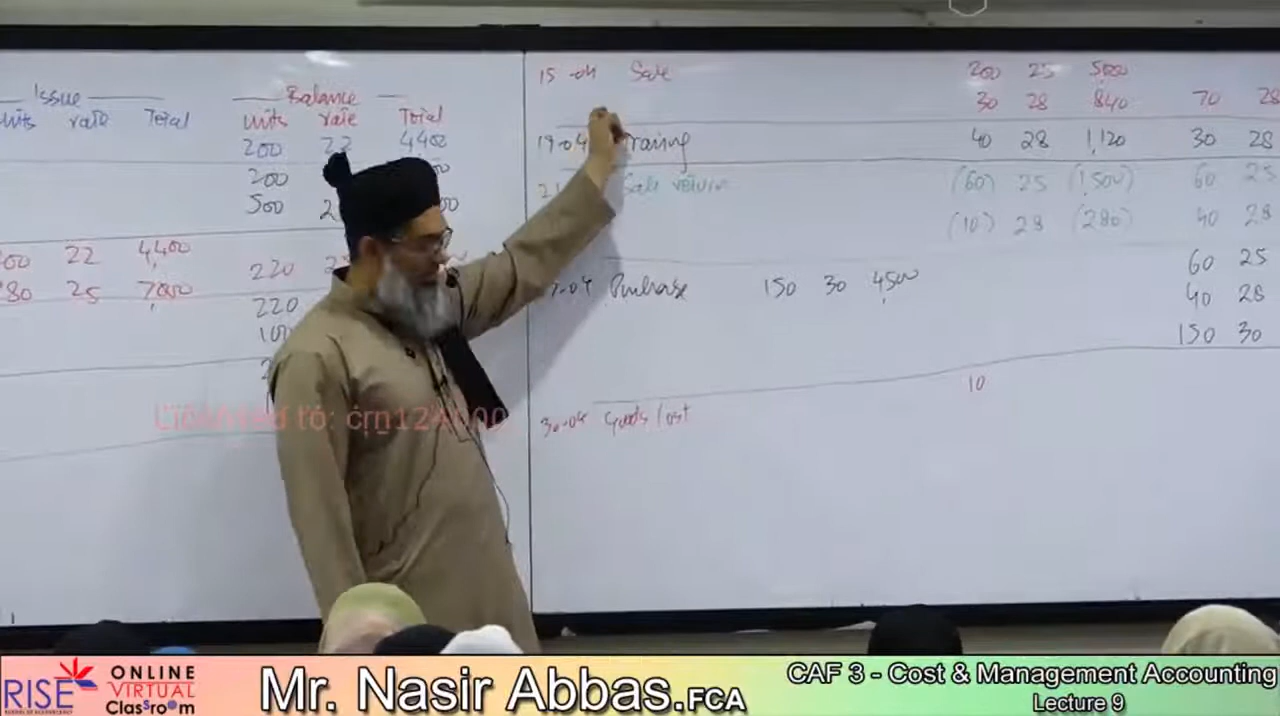 Issue Balance
units rate Total units rate Total
200 22 4400
200
500
22 4,400
220
80 25 7,000
220
15-04 Sale 200 25 5000
30 28 840 70 28
19-04 40 28 1,120 30 28
Sale return (60) 25 (1,500) 60 25
(10) 28 (280) 40 28
60 25
Purchase 150 30 4500 40 28
150 30
30-04 Goods lost 10
RISE
ONLINE
VIRTUAL
Classroom
Mr. Nasir Abbas.FCA
CAF 3 - Cost & Management Accounting
Lecture 9